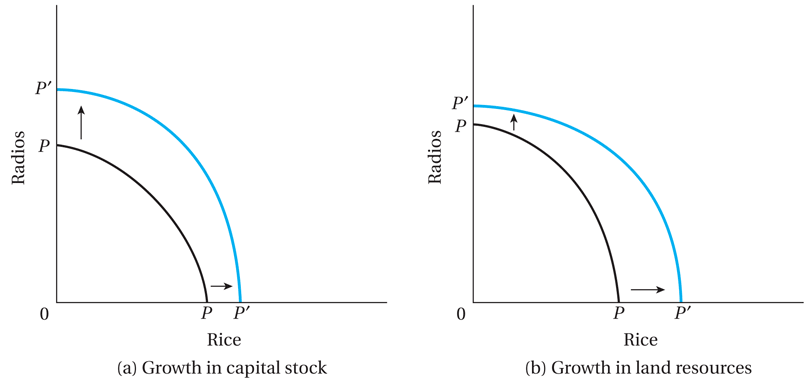 P′
P
Radios
0
P
P′
Rice
(a) Growth in capital stock
P′
P
Radios
0
P
P′
Rice
(b) Growth in land resources